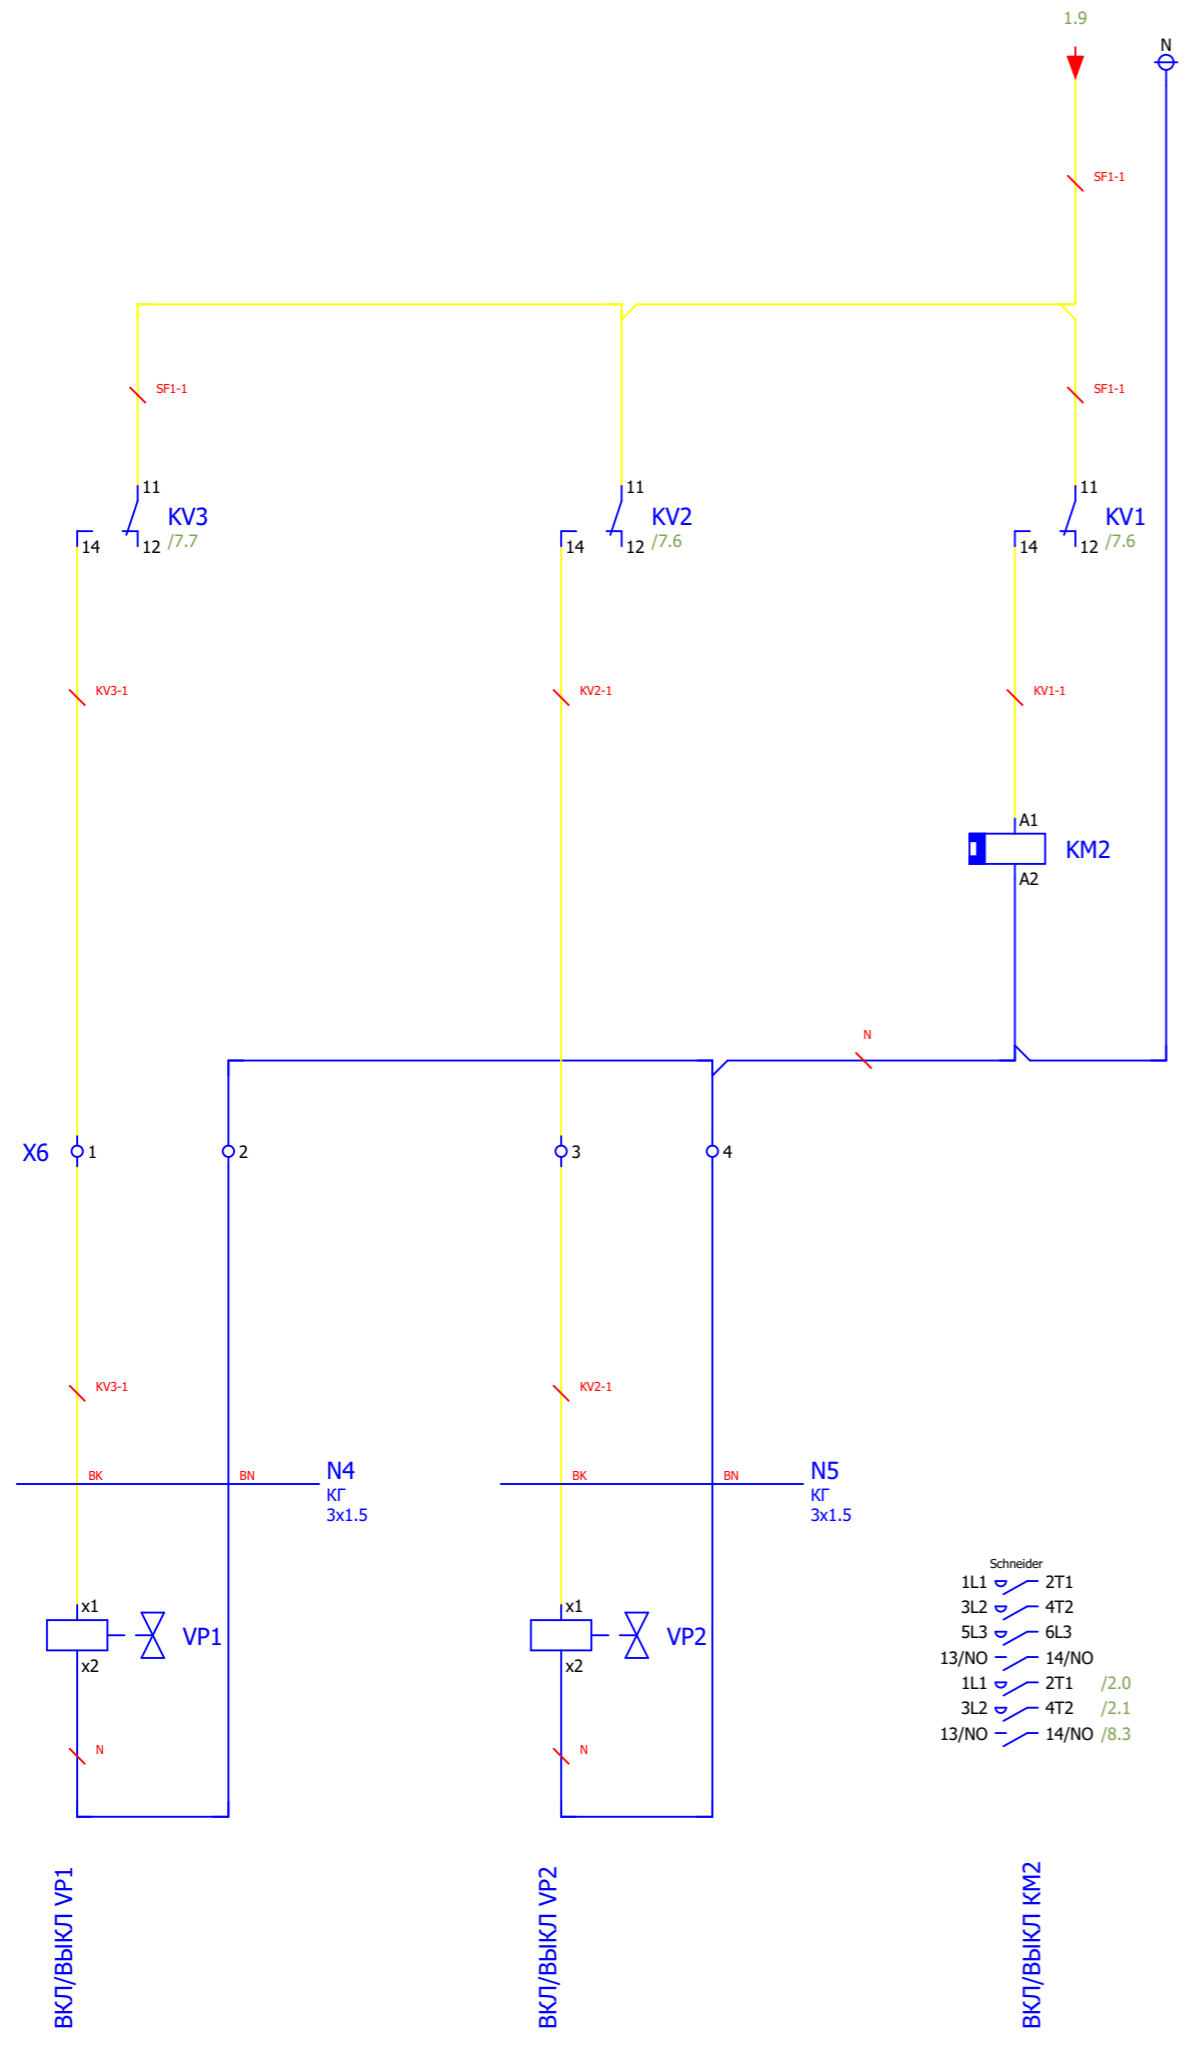 1.9
N
SF1-1
SF1-1
SF1-1
11
KV3
14
12
/7.7
11
KV2
14
12
/7.6
11
KV1
14
12
/7.6
KV3-1
KV2-1
KV1-1
A1
KM2
A2
N
X6
1
2
3
4
KV3-1
KV2-1
BK
BN
N4
КГ
3x1.5
BK
BN
N5
КГ
3x1.5
x1
VP1
x2
x1
VP2
x2
N
N
Schneider
1L1 2T1
3L2 4T2
5L3 6L3
13/NO 14/NO
1L1 2T1 /2.0
3L2 4T2 /2.1
13/NO 14/NO /8.3
ВКЛ/ВЫКЛ VP1
ВКЛ/ВЫКЛ VP2
ВКЛ/ВЫКЛ KM2